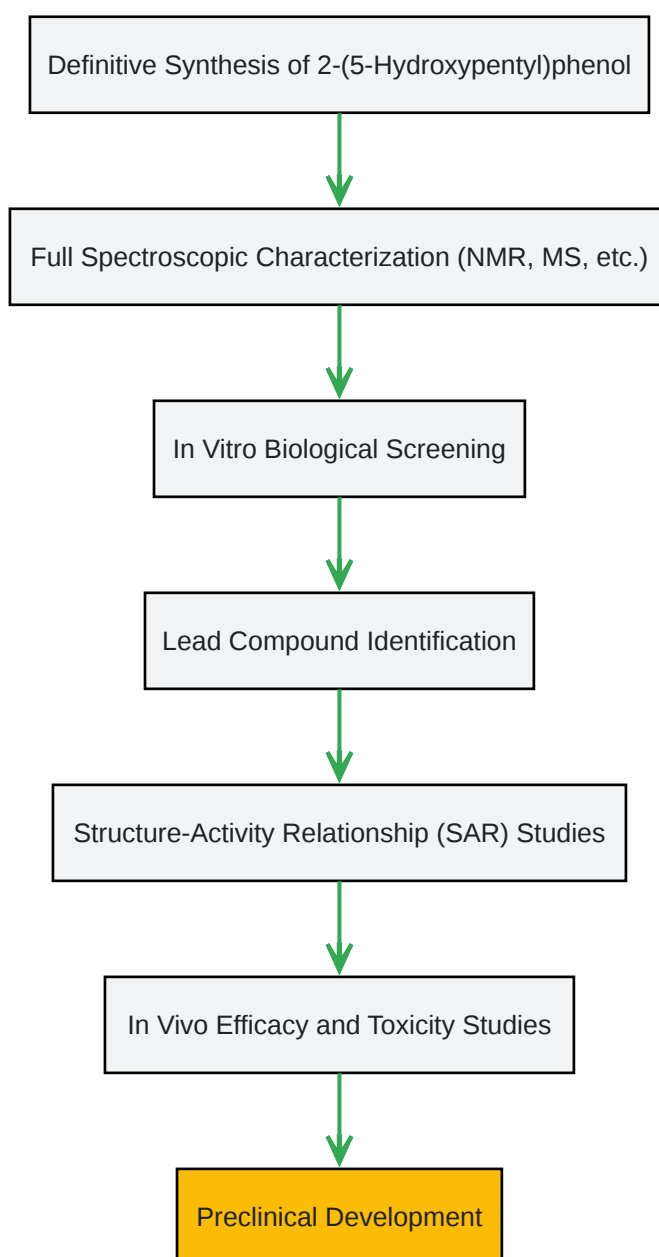 Definitive Synthesis of 2-(5-Hydroxypentyl)phenol
Full Spectroscopic Characterization (NMR, MS, etc.)
In Vitro Biological Screening
Lead Compound Identification
Structure-Activity Relationship (SAR) Studies
In Vivo Efficacy and Toxicity Studies
Preclinical Development